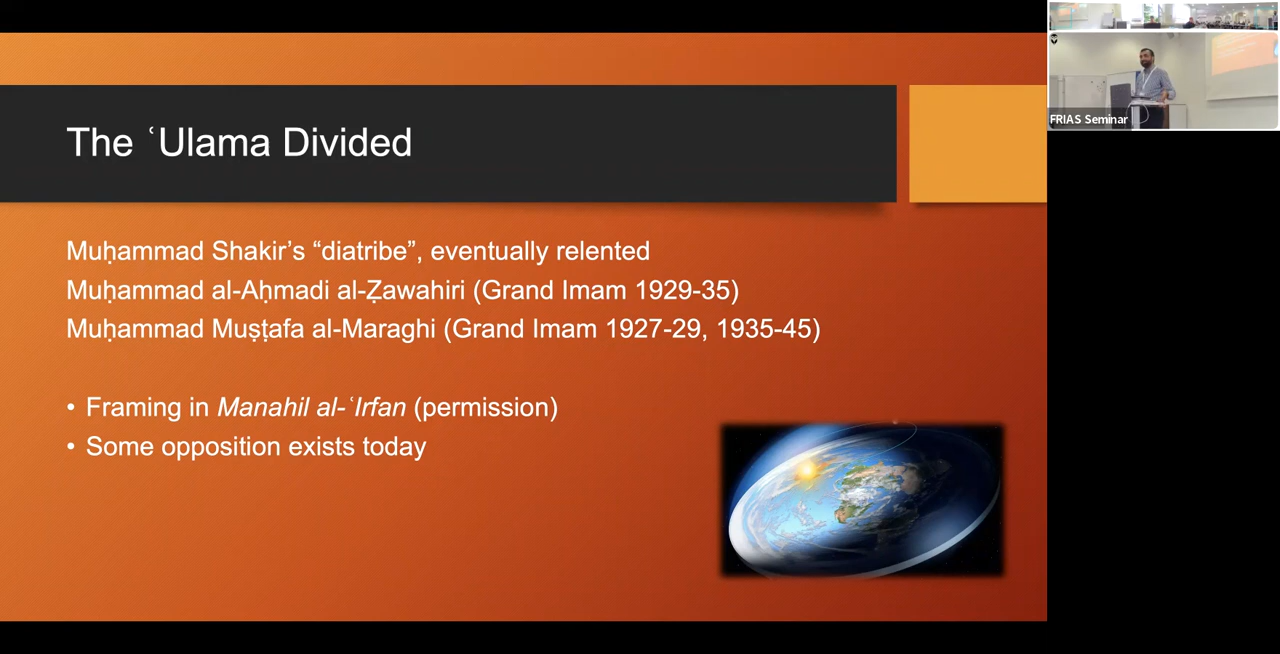 The ʿUlama Divided
Muḥammad Shakir’s “diatribe”, eventually relented
Muḥammad al-Aḥmadi al-Ẓawahiri (Grand Imam 1929-35)
Muḥammad Muṣṭafa al-Maraghi (Grand Imam 1927-29, 1935-45)
• Framing in Manahil al-ʿIrfan (permission)
• Some opposition exists today
FRIAS Seminar